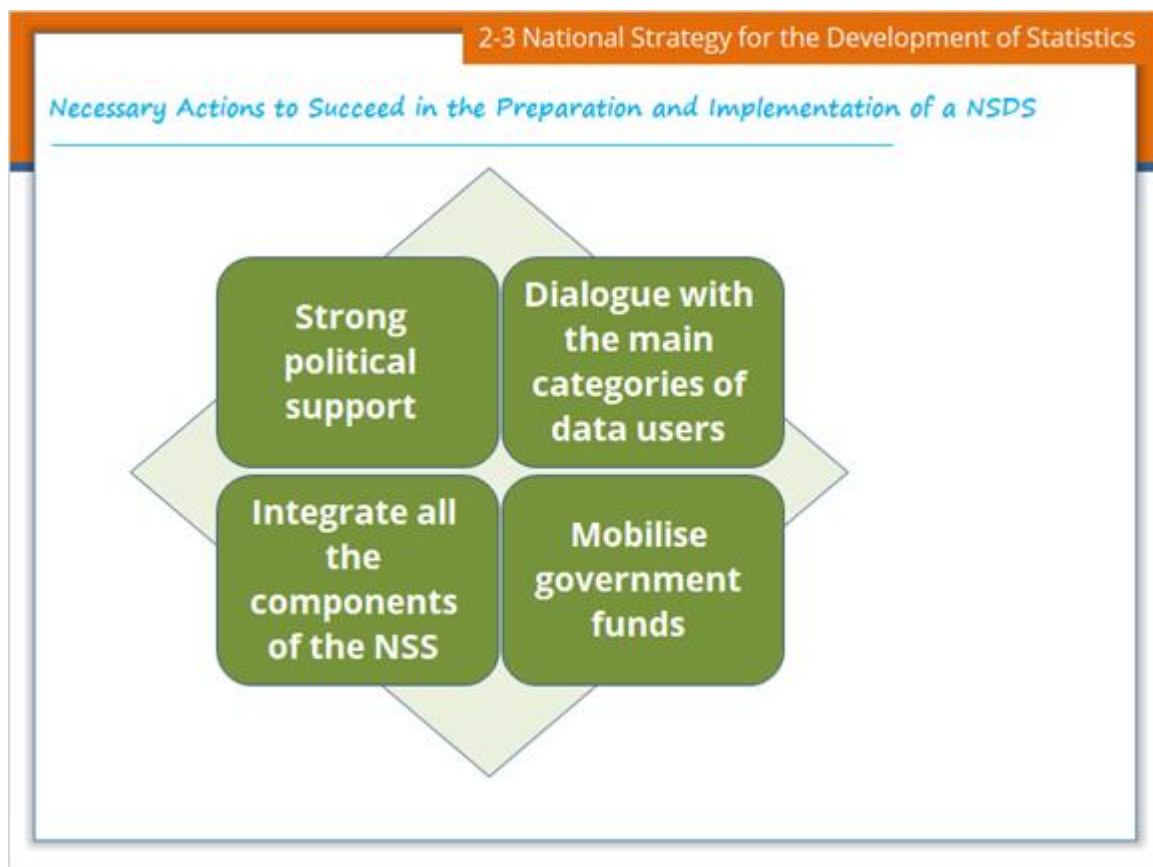 2-3 National Strategy for the Development of Statistics
Necessary Actions to Succeed in the Preparation and Implementation of a NSDS
Strong
political
support
Dialogue with
the main
categories of
data users
Integrate all
the
components
of the NSS
Mobilise
government
funds